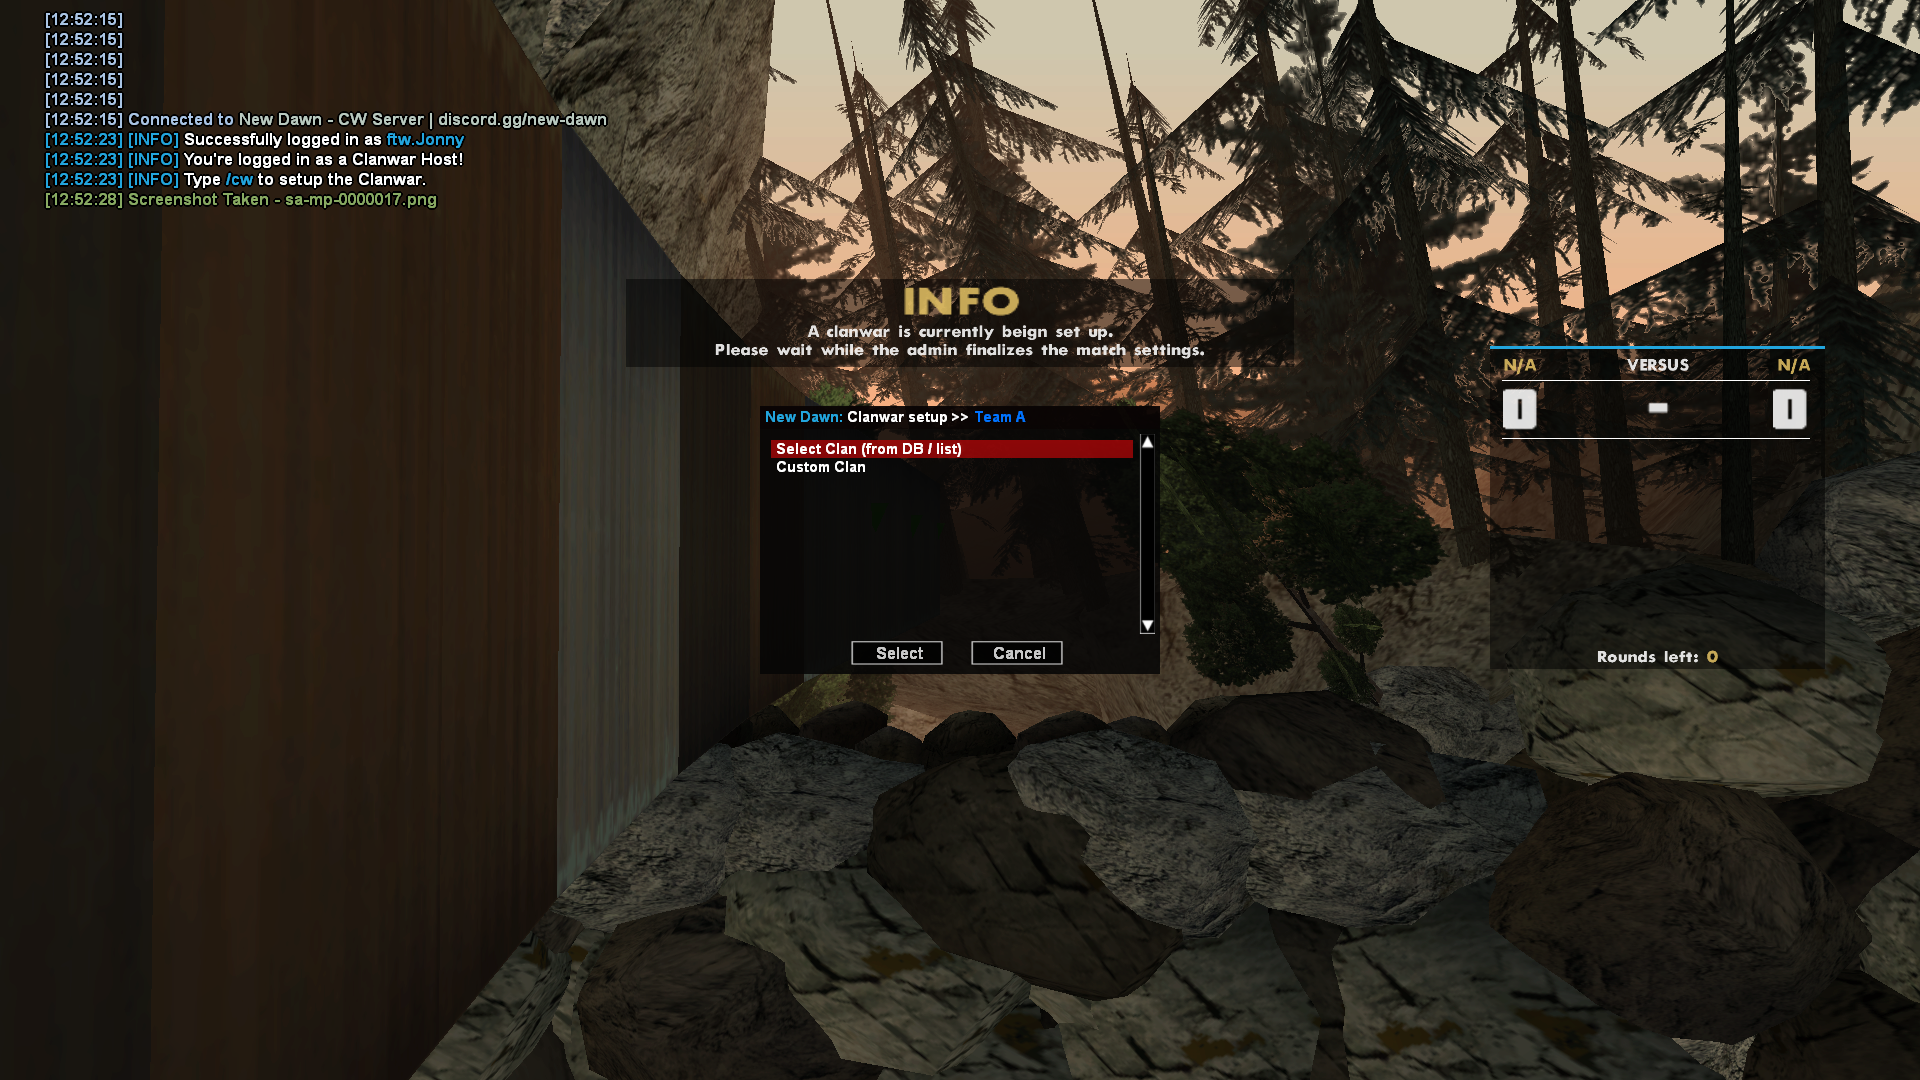 [12:52:15]
[12:52:15]
[12:52:15]
[12:52:15]
[12:52:15]
[12:52:15] Connected to New Dawn - CW Server | discord.gg/new-dawn
[12:52:23] [INFO] Successfully logged in as ftw.Jonny
[12:52:23] [INFO] You're logged in as a Clanwar Host!
[12:52:23] [INFO] Type /cw to setup the Clanwar.
[12:52:28] Screenshot Taken - sa-mp-0000017.png
INFO
A clanwar is currently beign set up.
Please wait while the admin finalizes the match settings.
N/A VERSUS N/A
I - I
New Dawn: Clanwar setup >> Team A
Select Clan (from DB / list)
Custom Clan
Select Cancel
Rounds left: 0